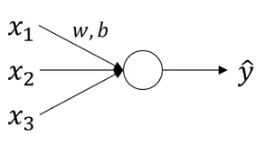 x₁ w, b
x₂ ŷ
x₃